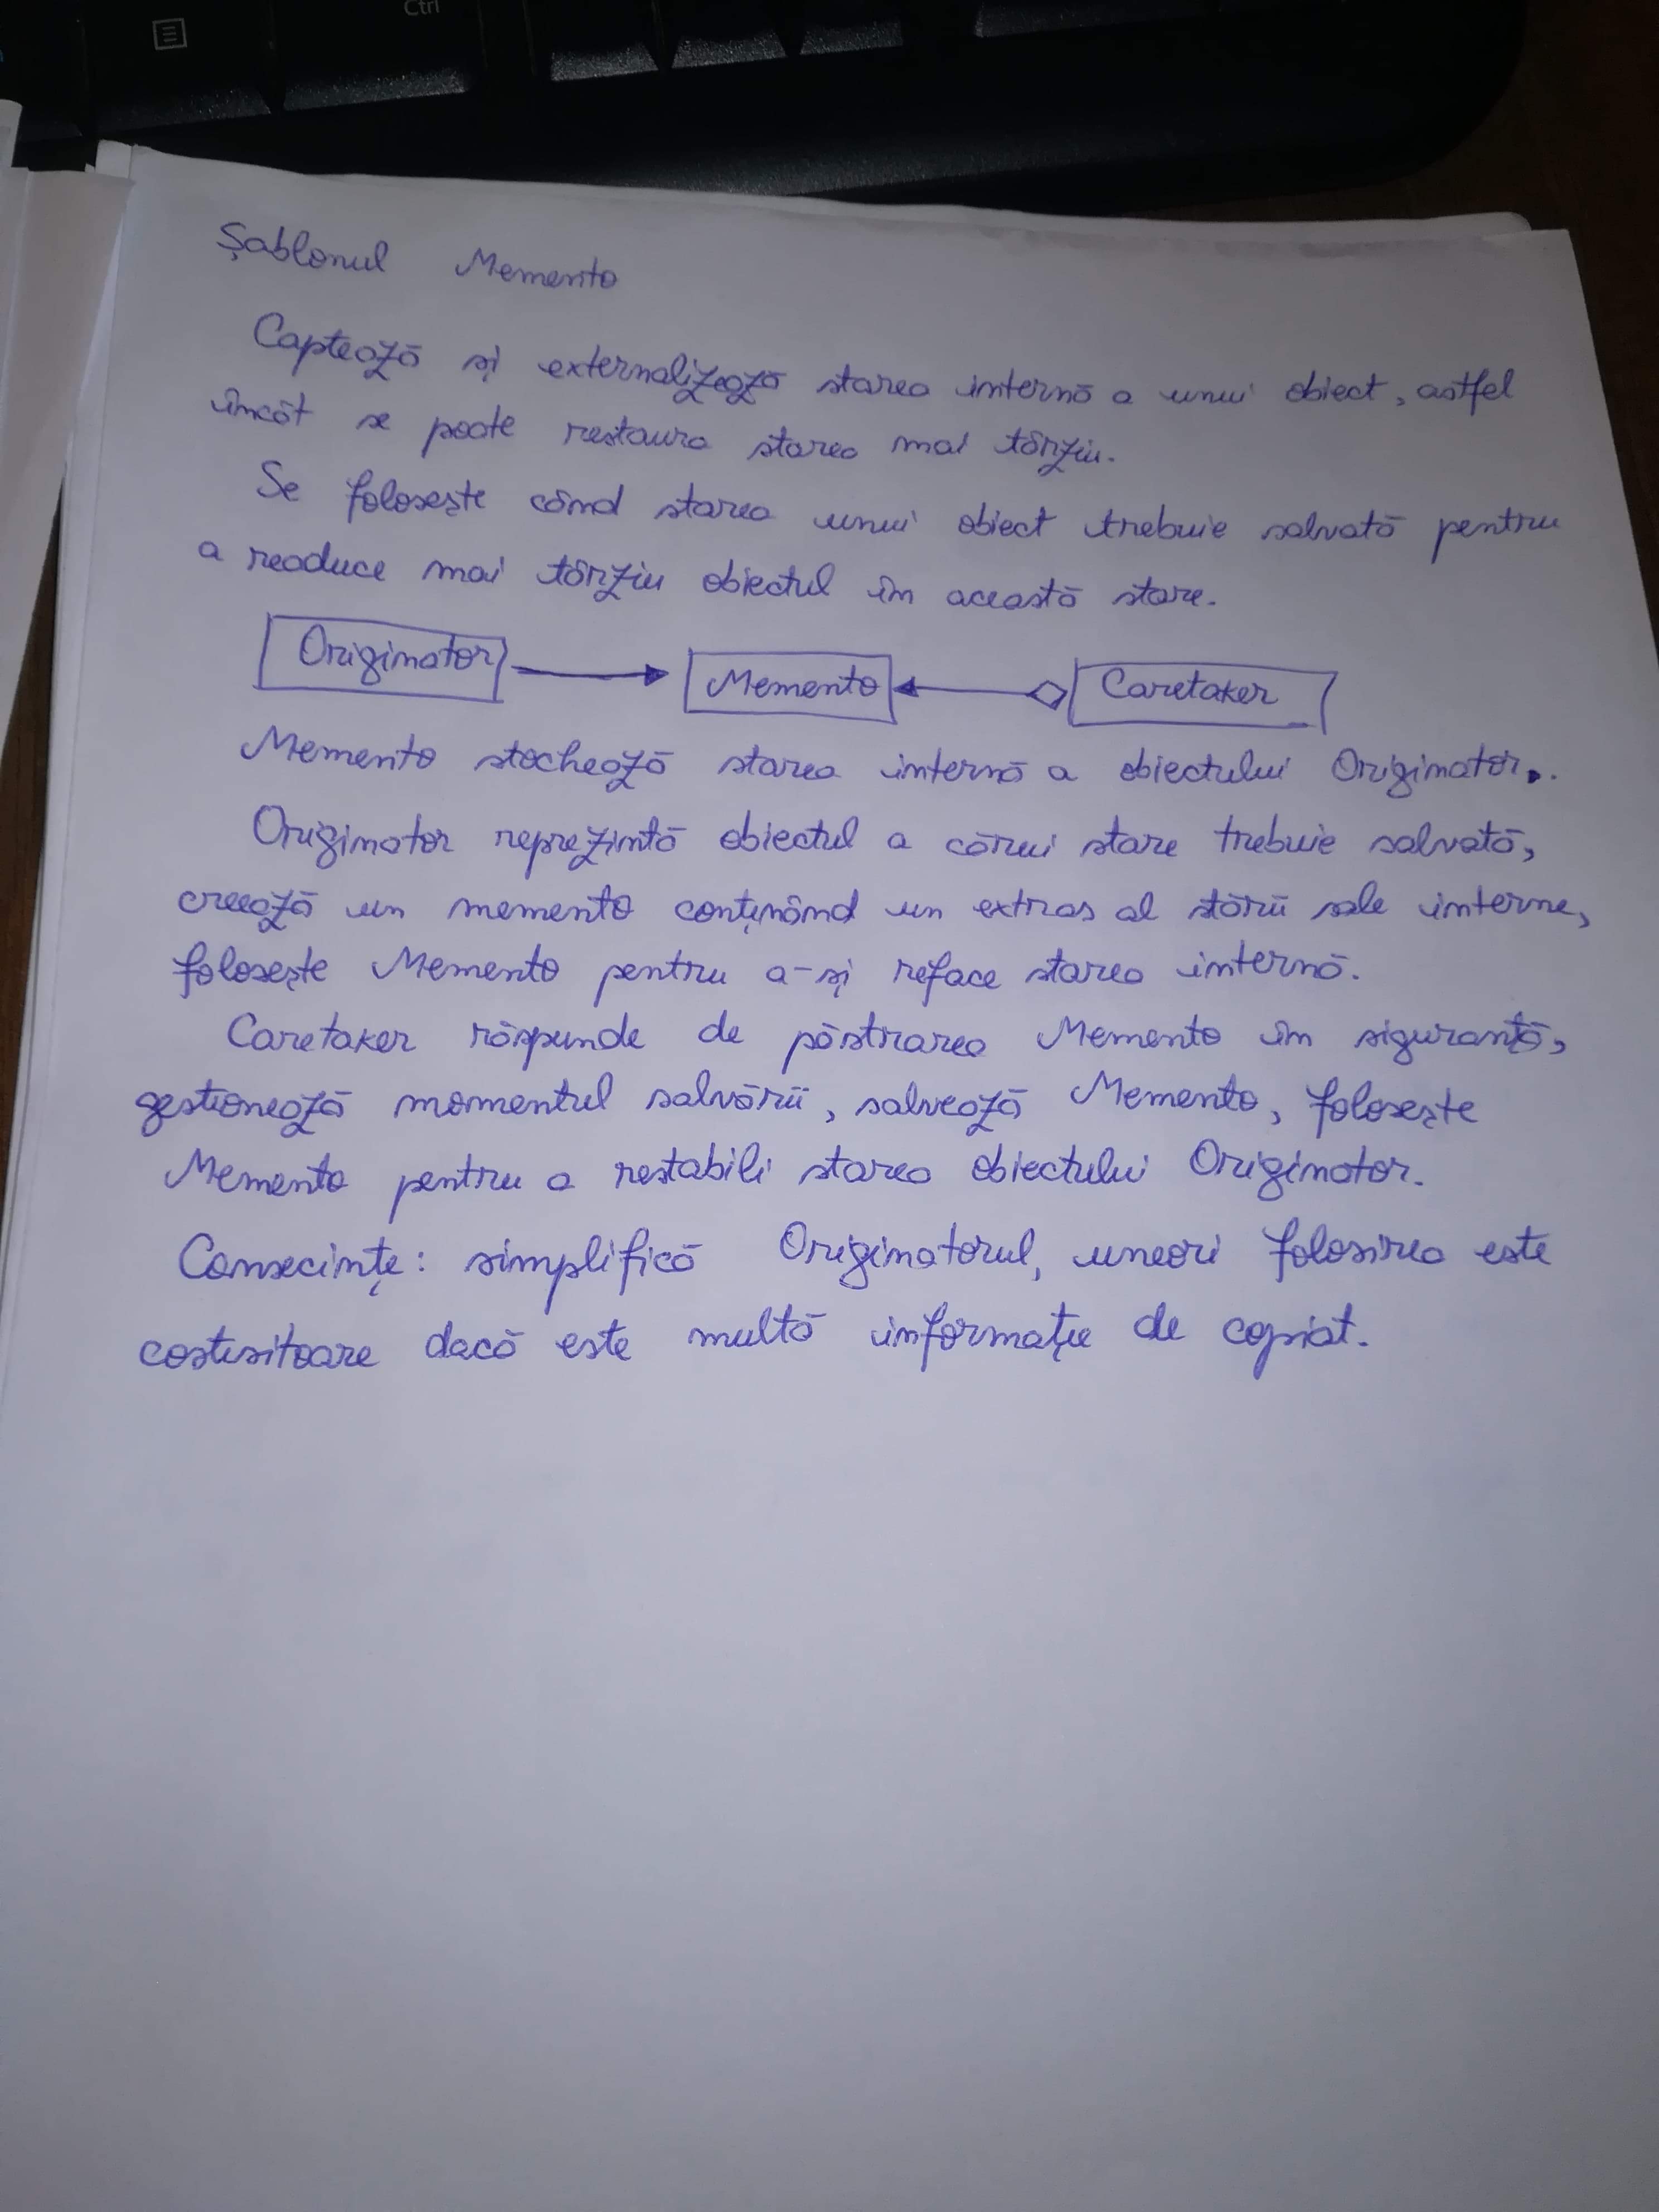 Ctrl
Șablonul Memento
Captează și externalizează starea internă a unui obiect, astfel
încât se poate restaura starea mai târziu.
Se folosește când starea unui obiect trebuie salvată pentru
a readuce mai târziu obiectul în această stare.
Originator Memento Caretaker
Memento stochează starea internă a obiectului Originator.
Originator reprezintă obiectul a cărui stare trebuie salvată,
creează un memento conținând un extras al stării sale interne,
folosește Memento pentru a-și reface starea internă.
Caretaker răspunde de păstrarea Memento în siguranță,
gestionează momentul salvării, salvează Memento, folosește
Memento pentru a restabili starea obiectului Originator.
Consecințe: simplifică Originatorul, uneori folosirea este
costisitoare dacă este multă informație de copiat.